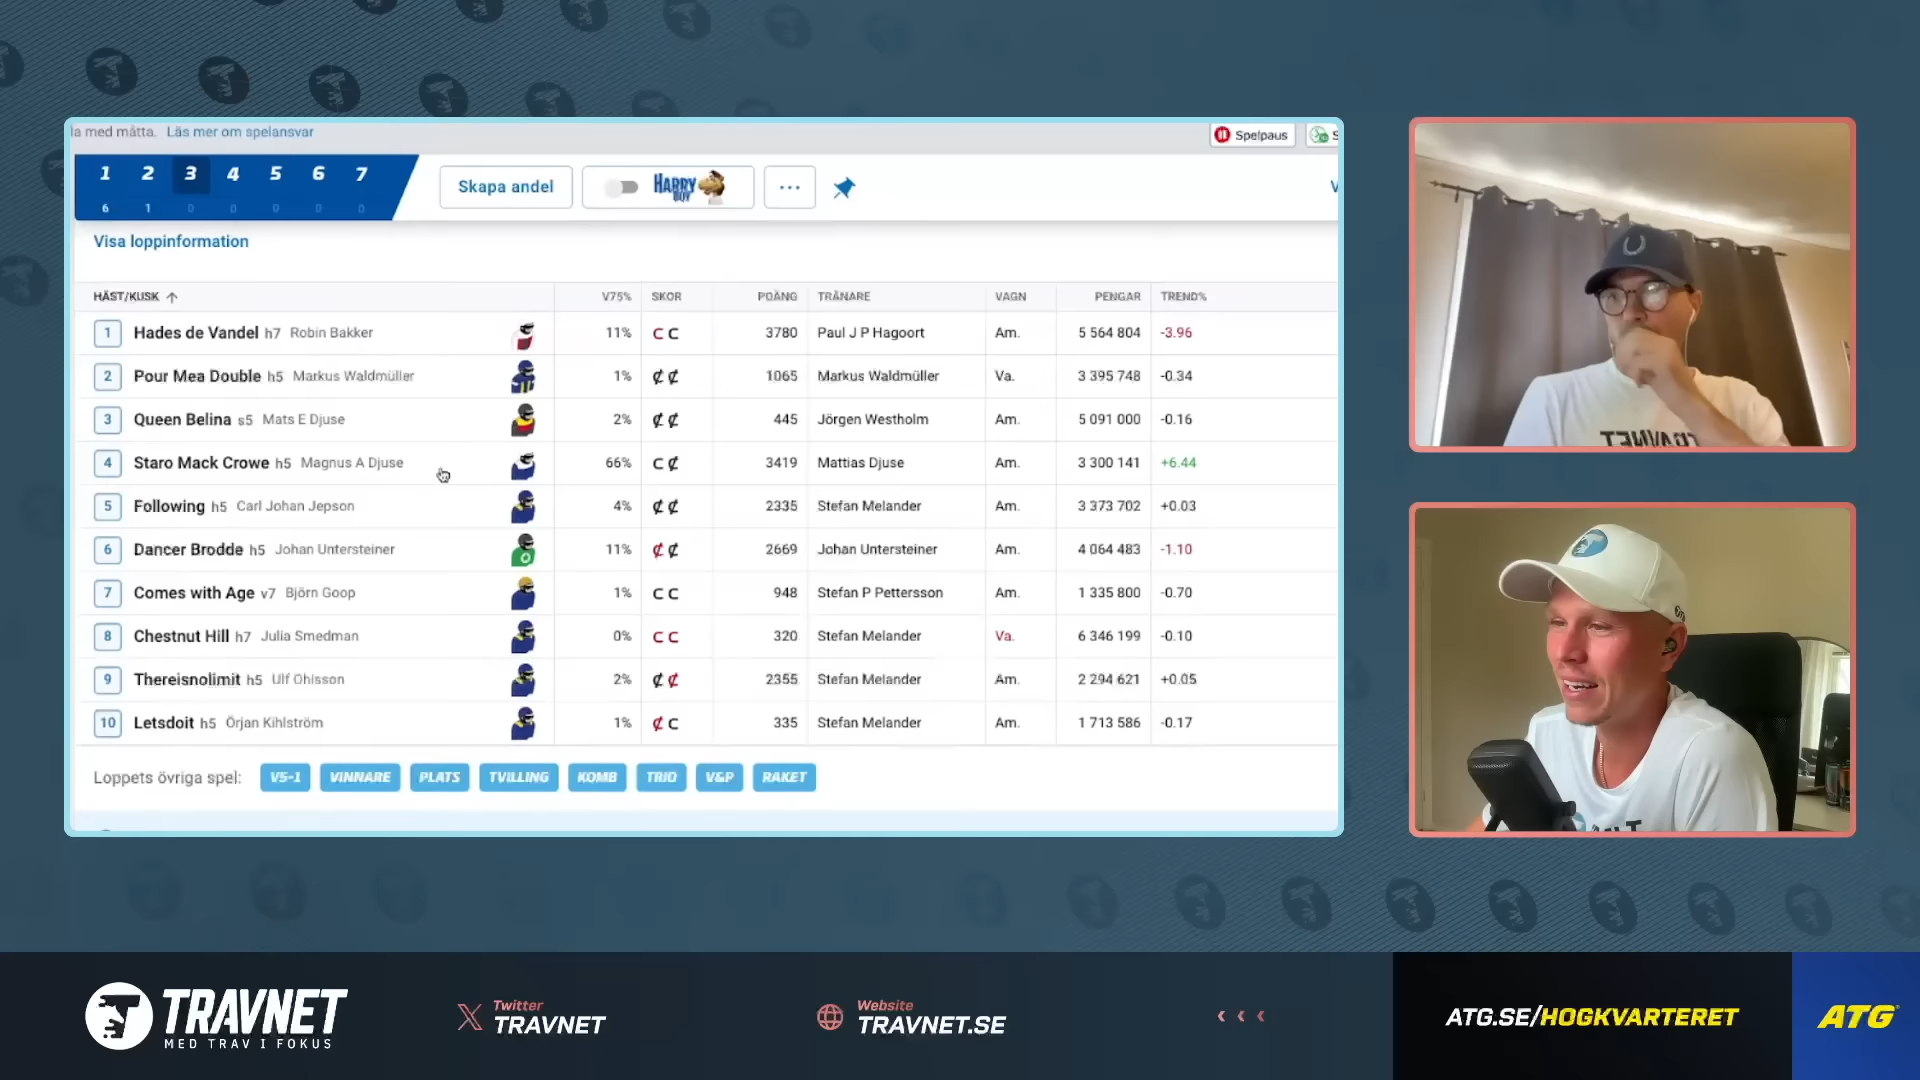 la med måtta. Läs mer om spelansvar
Spelpaus
1 2 3 4 5 6 7
6 1 0 0 0 0 0
Skapa andel
HARRY BOY
...
Visa loppinformation
HÄST/KUSK V75% SKOR POÄNG TRÄNARE VAGN PENGAR TREND%
1 Hades de Vandel h7 Robin Bakker 11% C C 3780 Paul J P Hagoort Am. 5 564 804 -3.96
2 Pour Mea Double h5 Markus Waldmüller 1% ₵ ₵ 1065 Markus Waldmüller Va. 3 395 748 -0.34
3 Queen Belina s5 Mats E Djuse 2% ₵ ₵ 445 Jörgen Westholm Am. 5 091 000 -0.16
4 Staro Mack Crowe h5 Magnus A Djuse 66% C ₵ 3419 Mattias Djuse Am. 3 300 141 +6.44
5 Following h5 Carl Johan Jepson 4% ₵ ₵ 2335 Stefan Melander Am. 3 373 702 +0.03
6 Dancer Brodde h5 Johan Untersteiner 11% ₵ ₵ 2669 Johan Untersteiner Am. 4 064 483 -1.10
7 Comes with Age v7 Björn Goop 1% C C 948 Stefan P Pettersson Am. 1 335 800 -0.70
8 Chestnut Hill h7 Julia Smedman 0% C C 320 Stefan Melander Va. 6 346 199 -0.10
9 Thereisnolimit h5 Ulf Ohlsson 2% ₵ ₵ 2355 Stefan Melander Am. 2 294 621 +0.05
10 Letsdoit h5 Örjan Kihlström 1% ₵ C 335 Stefan Melander Am. 1 713 586 -0.17
Loppets övriga spel: V5-1 VINNARE PLATS TVILLING KOMB TRIO V&P RAKET
TRAVNET
MED TRAV I FOKUS
Twitter
TRAVNET
Website
TRAVNET.SE
ATG.SE/HOGKVARTERET
ATG